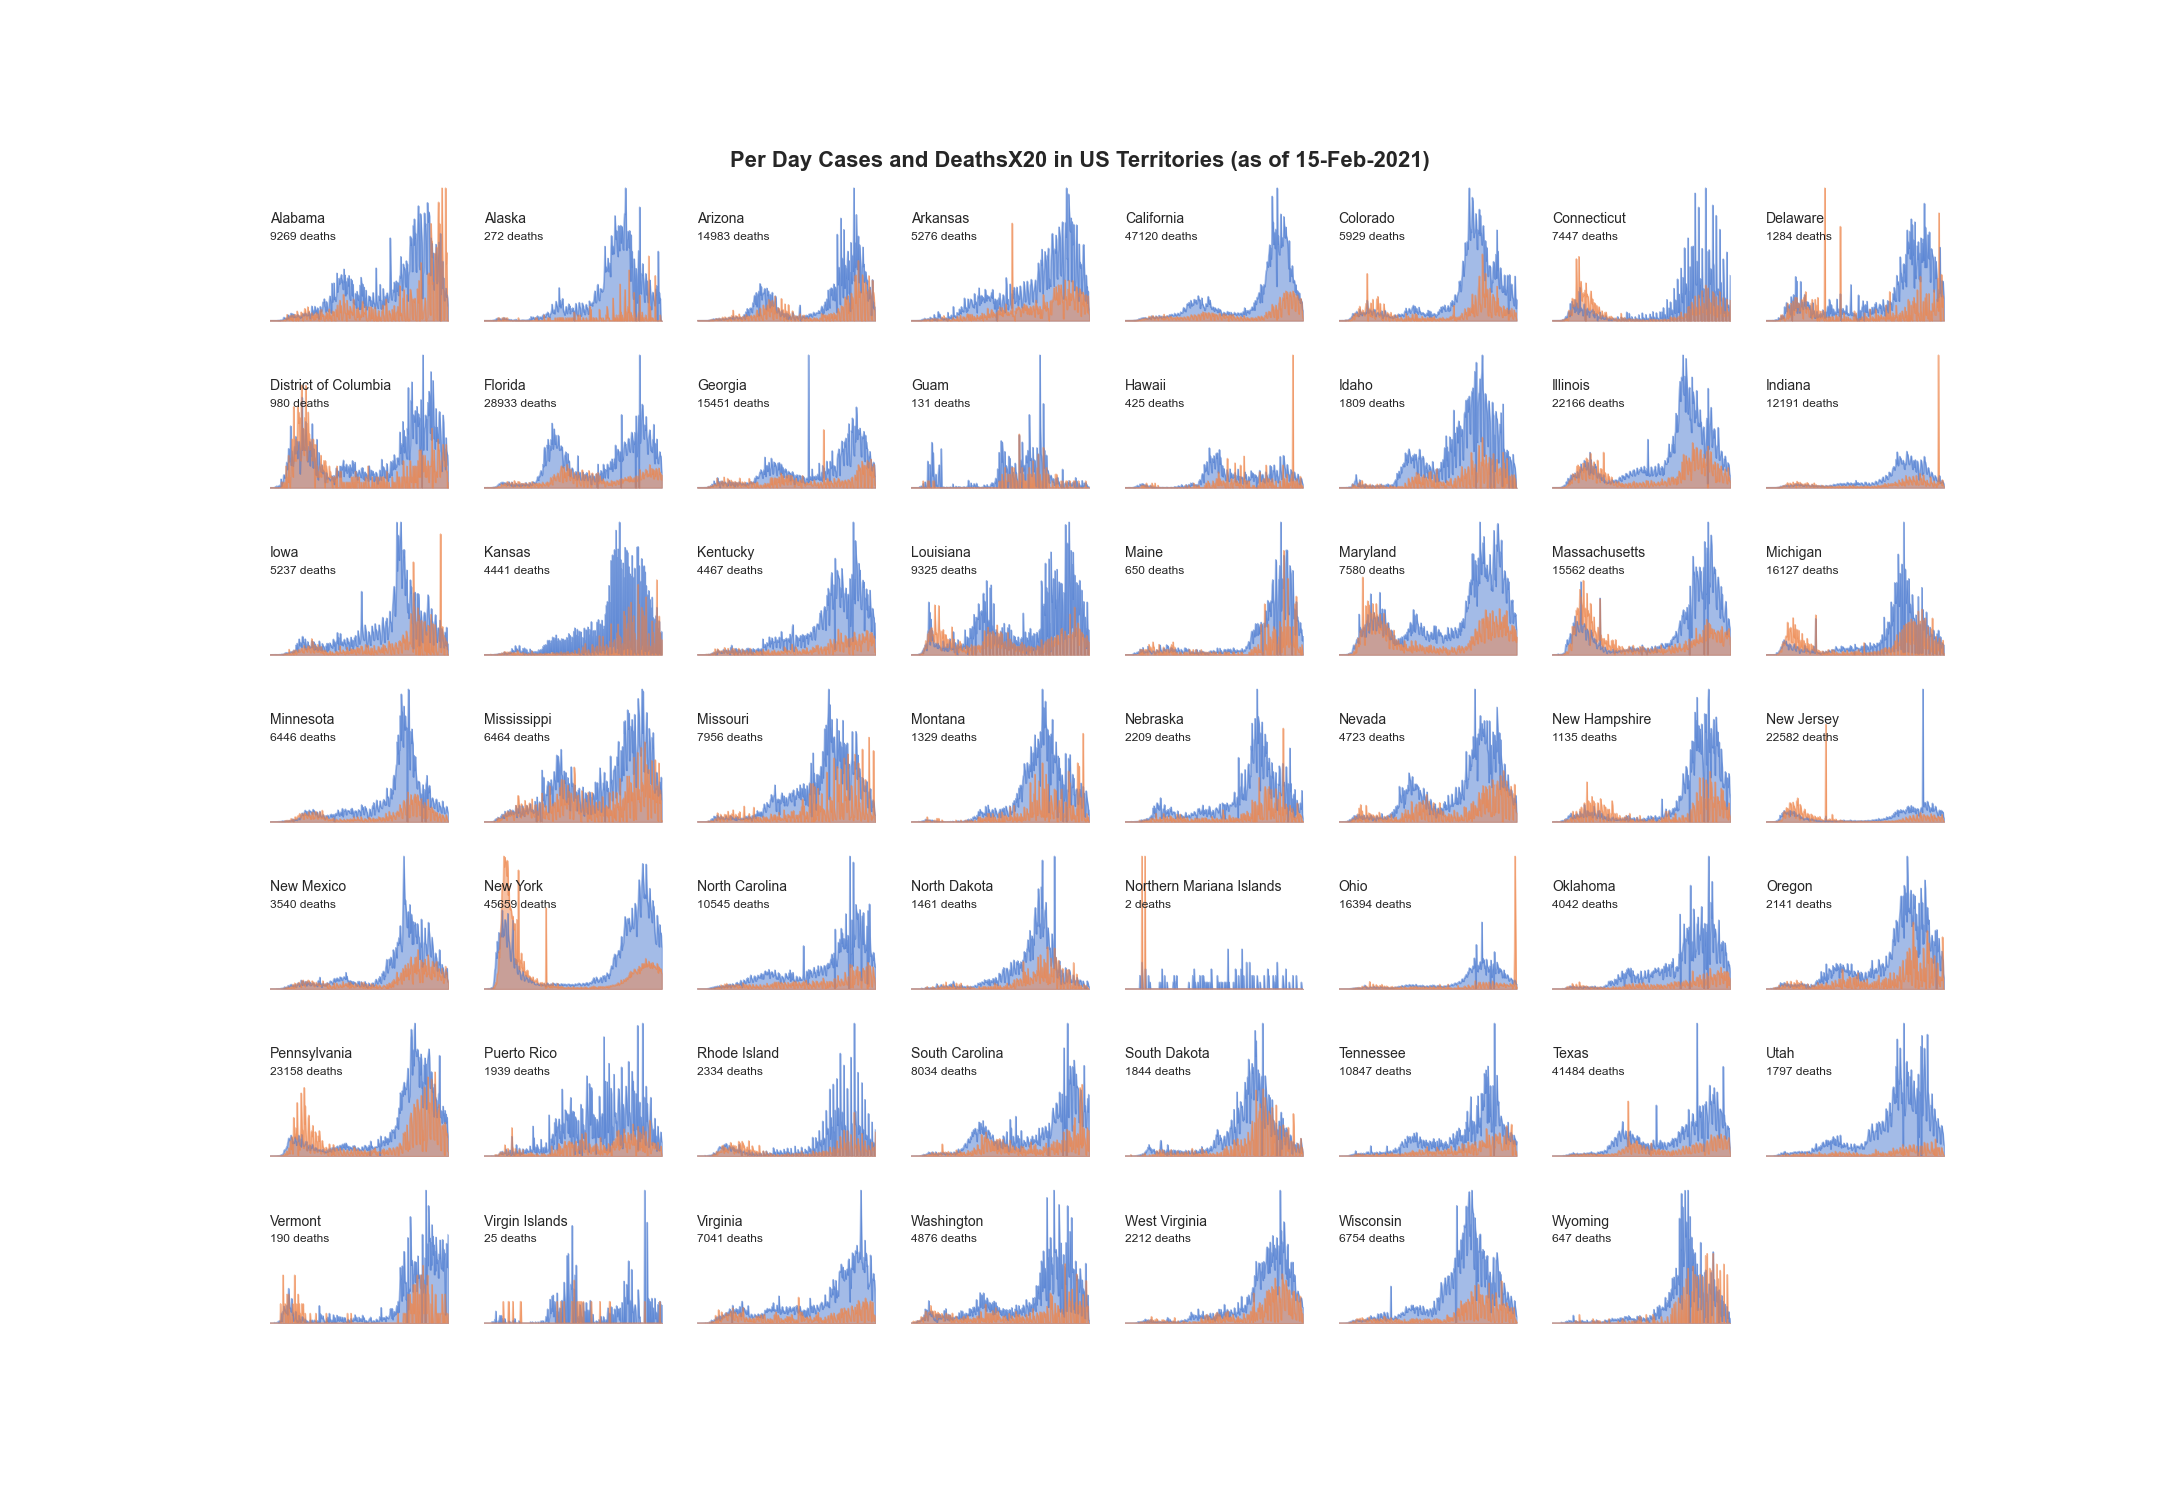 Per Day Cases and DeathsX20 in US Territories (as of 15-Feb-2021)
Alabama
9269 deaths
Alaska
272 deaths
Arizona
14983 deaths
Arkansas
5276 deaths
California
47120 deaths
Colorado
5929 deaths
Connecticut
7447 deaths
Delaware
1284 deaths
District of Columbia
980 deaths
Florida
28933 deaths
Georgia
15451 deaths
Guam
131 deaths
Hawaii
425 deaths
Idaho
1809 deaths
Illinois
22166 deaths
Indiana
12191 deaths
Iowa
5237 deaths
Kansas
4441 deaths
Kentucky
4467 deaths
Louisiana
9325 deaths
Maine
650 deaths
Maryland
7580 deaths
Massachusetts
15562 deaths
Michigan
16127 deaths
Minnesota
6446 deaths
Mississippi
6464 deaths
Missouri
7956 deaths
Montana
1329 deaths
Nebraska
2209 deaths
Nevada
4723 deaths
New Hampshire
1135 deaths
New Jersey
22582 deaths
New Mexico
3540 deaths
New York
45659 deaths
North Carolina
10545 deaths
North Dakota
1461 deaths
Northern Mariana Islands
2 deaths
Ohio
16394 deaths
Oklahoma
4042 deaths
Oregon
2141 deaths
Pennsylvania
23158 deaths
Puerto Rico
1939 deaths
Rhode Island
2334 deaths
South Carolina
8034 deaths
South Dakota
1844 deaths
Tennessee
10847 deaths
Texas
41484 deaths
Utah
1797 deaths
Vermont
190 deaths
Virgin Islands
25 deaths
Virginia
7041 deaths
Washington
4876 deaths
West Virginia
2212 deaths
Wisconsin
6754 deaths
Wyoming
647 deaths